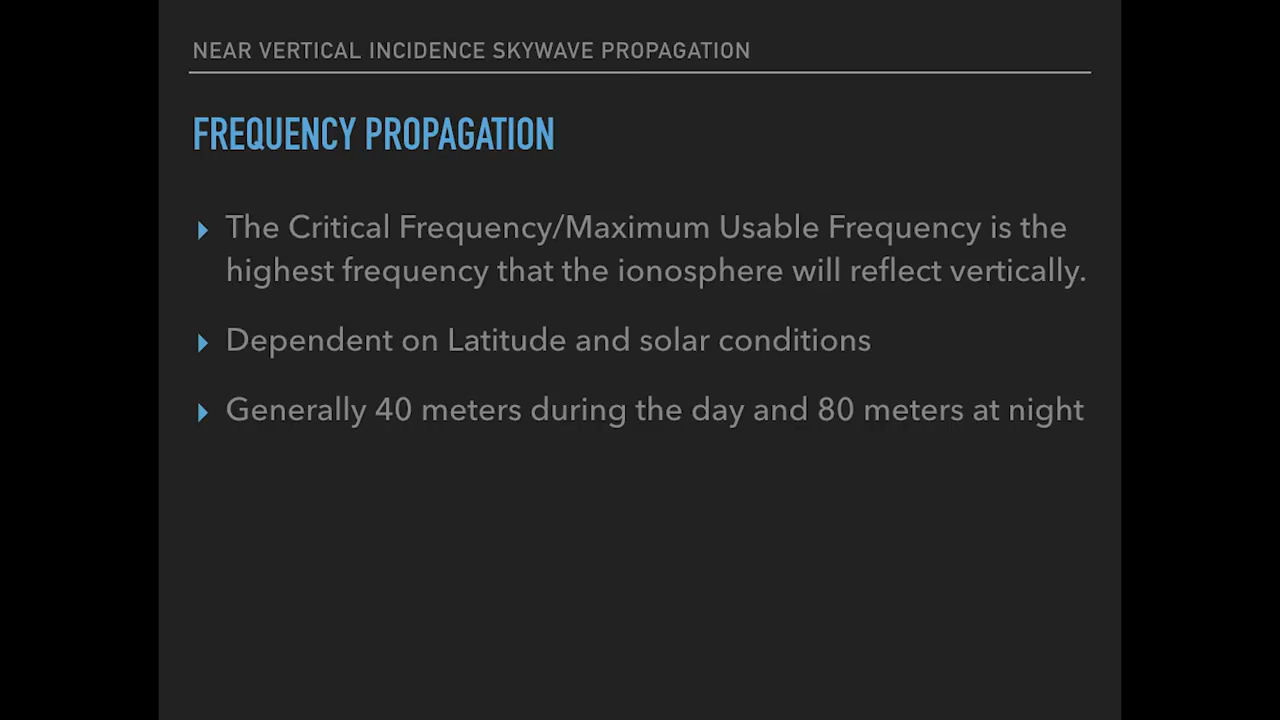 NEAR VERTICAL INCIDENCE SKYWAVE PROPAGATION
FREQUENCY PROPAGATION
The Critical Frequency/Maximum Usable Frequency is the
highest frequency that the ionosphere will reflect vertically.
Dependent on Latitude and solar conditions
Generally 40 meters during the day and 80 meters at night